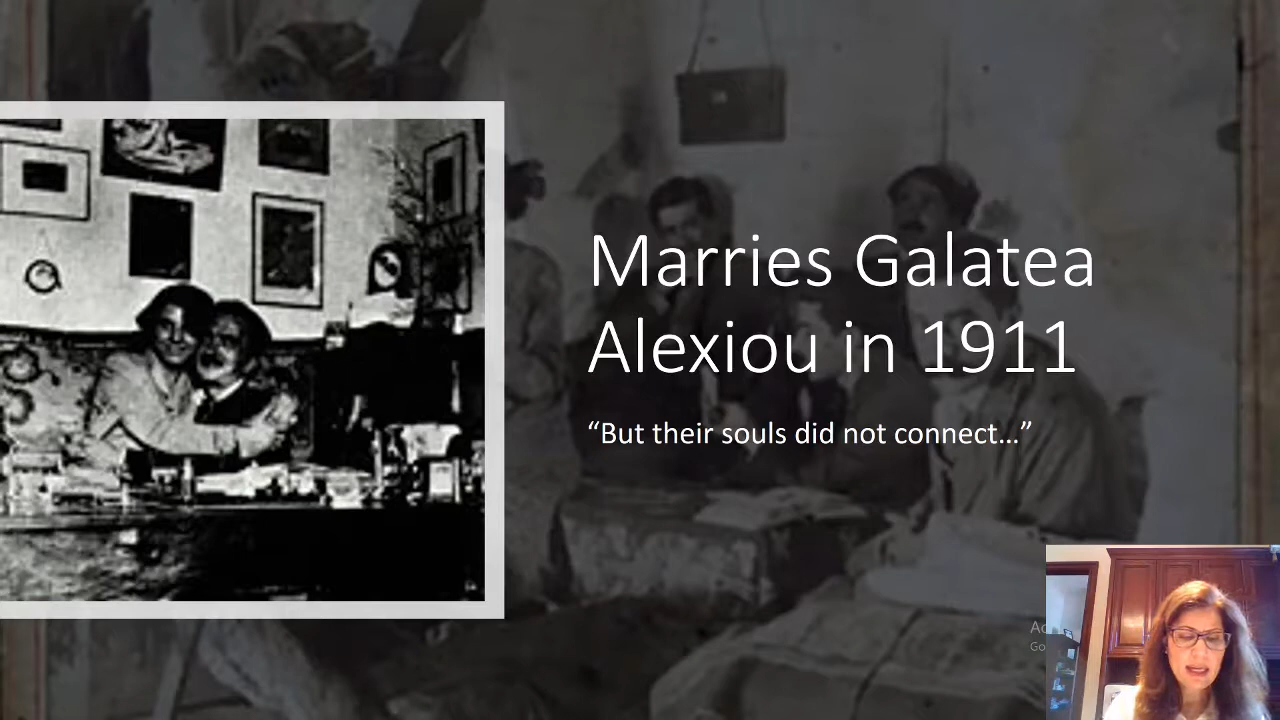 Marries Galatea
Alexiou in 1911
“But their souls did not connect…”